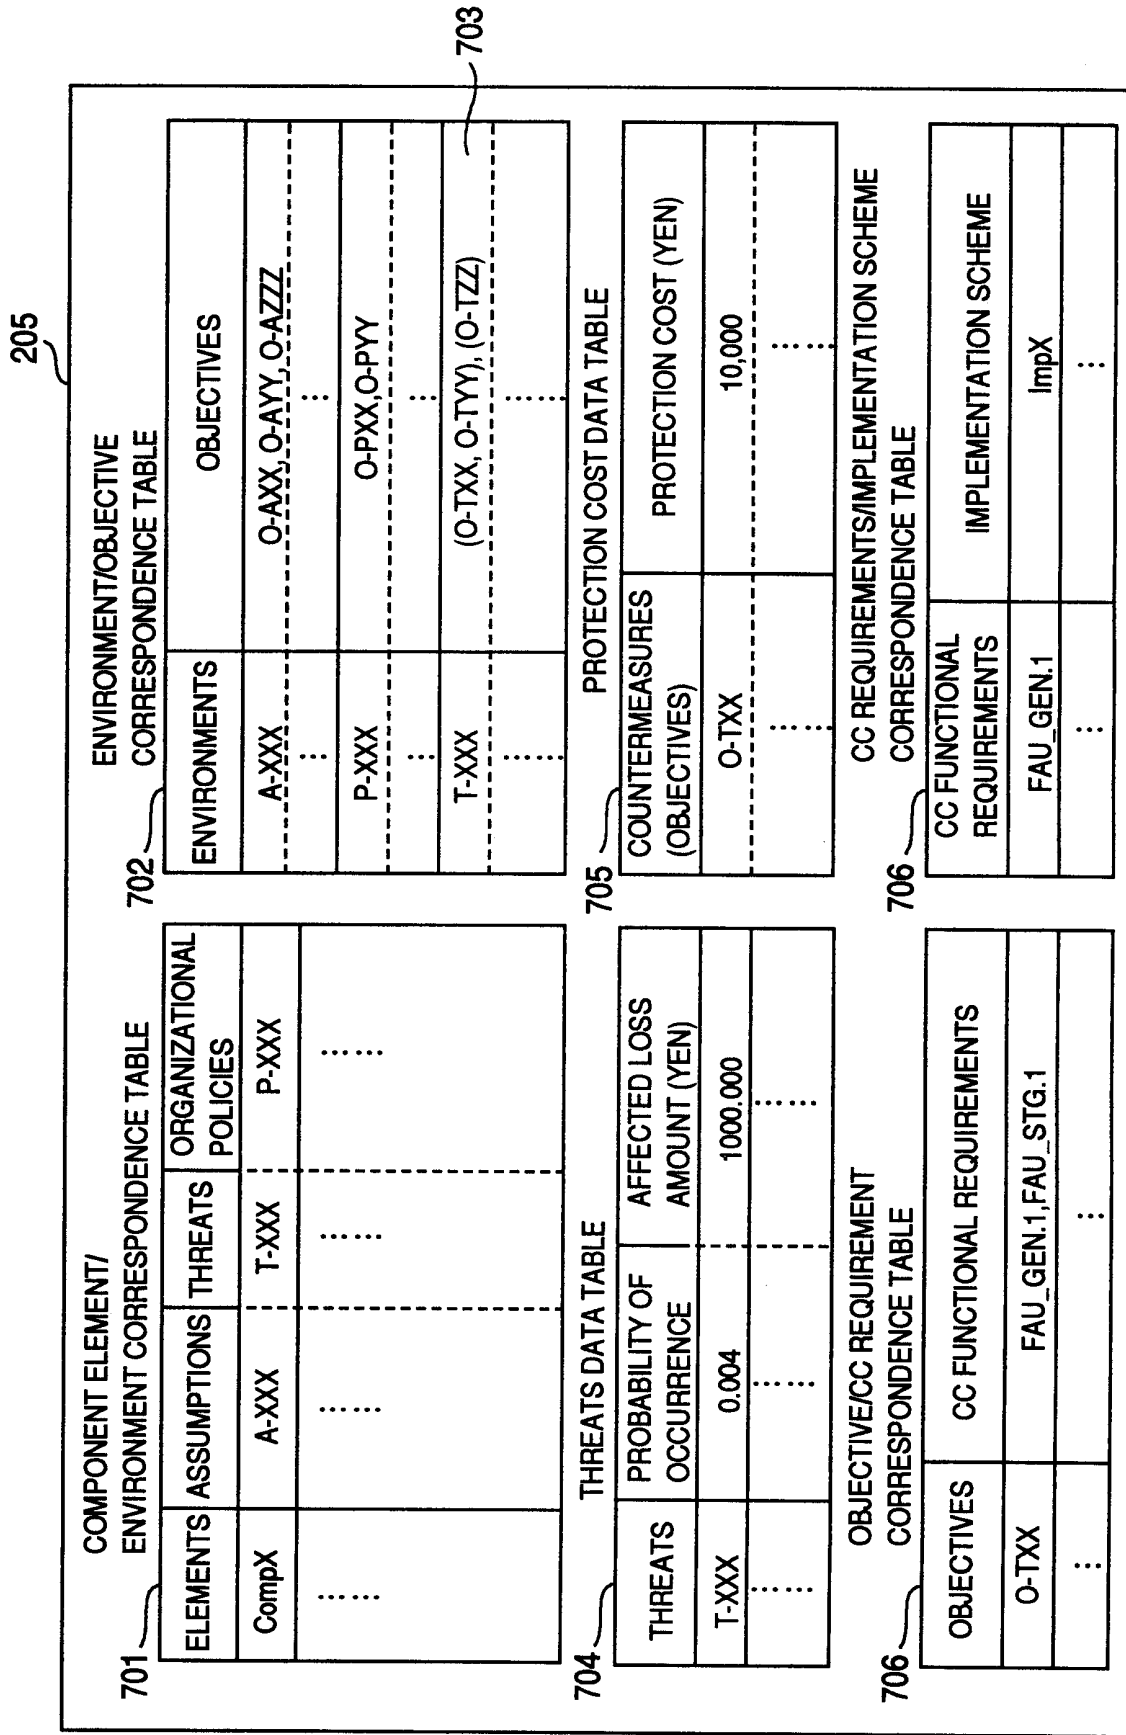 205
COMPONENT ELEMENT/
ENVIRONMENT CORRESPONDENCE TABLE
701
ELEMENTS ASSUMPTIONS THREATS ORGANIZATIONAL
POLICIES
CompX A-XXX T-XXX P-XXX
...... ...... ...... ......
ENVIRONMENT/OBJECTIVE
CORRESPONDENCE TABLE
702
ENVIRONMENTS OBJECTIVES
A-XXX O-AXX, O-AYY, O-AZZZ
... ...
P-XXX O-PXX,O-PYY
... ...
T-XXX (O-TXX, O-TYY), (O-TZZ)
...... ......
703
THREATS DATA TABLE
704
THREATS PROBABILITY OF
OCCURRENCE AFFECTED LOSS
AMOUNT (YEN)
T-XXX 0.004 1000.000
...... ...... ......
PROTECTION COST DATA TABLE
705
COUNTERMEASURES
(OBJECTIVES) PROTECTION COST (YEN)
O-TXX 10,000
...... ......
OBJECTIVE/CC REQUIREMENT
CORRESPONDENCE TABLE
706
OBJECTIVES CC FUNCTIONAL REQUIREMENTS
O-TXX FAU_GEN.1,FAU_STG.1
... ...
CC REQUIREMENTS/IMPLEMENTATION SCHEME
CORRESPONDENCE TABLE
706
CC FUNCTIONAL
REQUIREMENTS IMPLEMENTATION SCHEME
FAU_GEN.1 ImpX
... ...